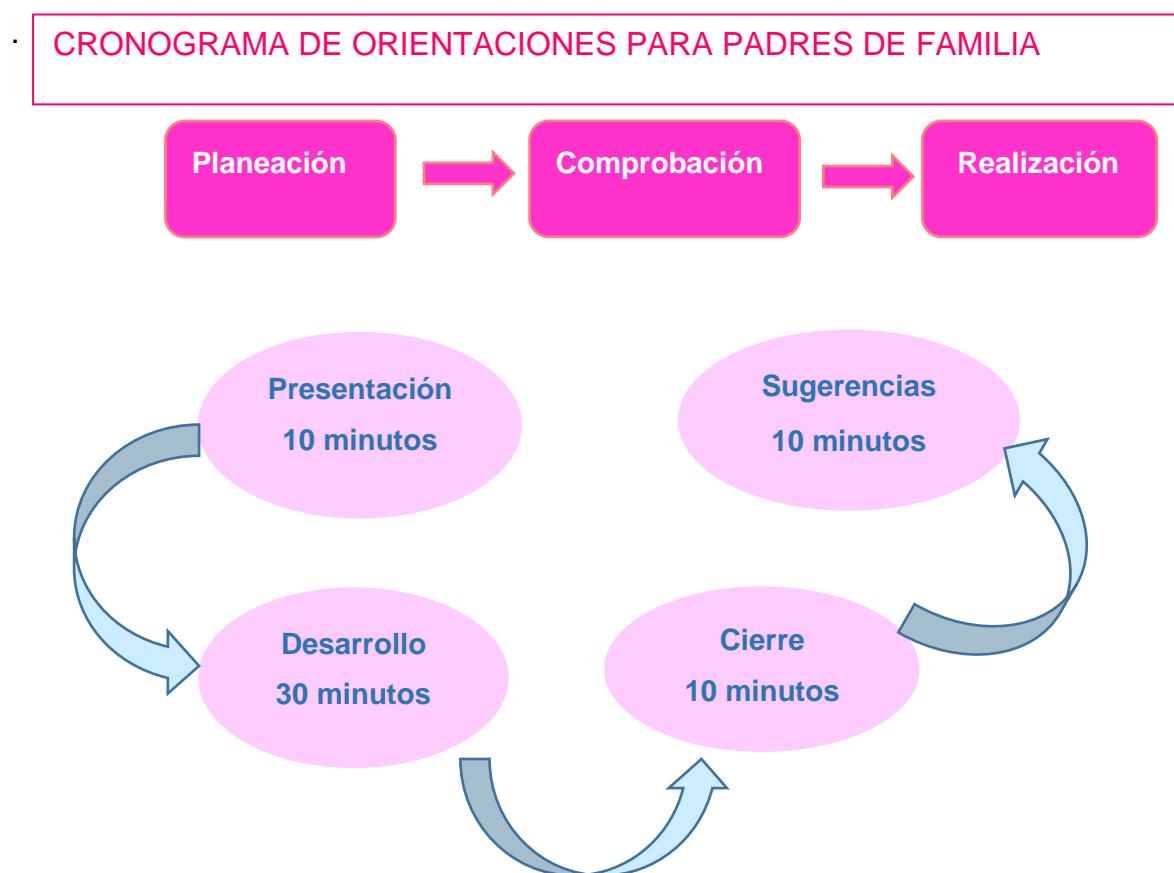 CRONOGRAMA DE ORIENTACIONES PARA PADRES DE FAMILIA
Planeación
Comprobación
Realización
Presentación
10 minutos
Sugerencias
10 minutos
Desarrollo
30 minutos
Cierre
10 minutos